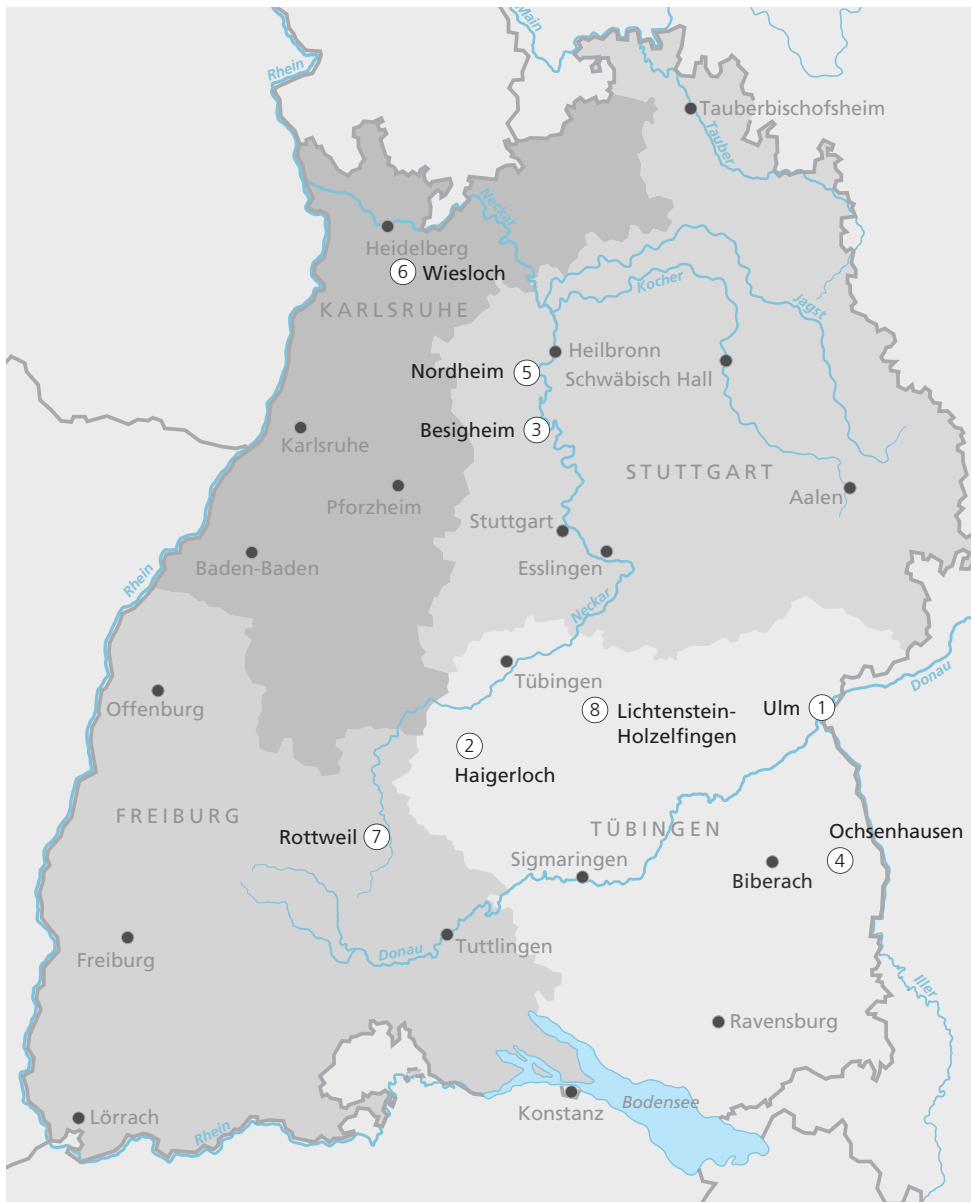 Main
Rhein
Tauberbischofsheim
Tauber
Neckar
Heidelberg
6 Wiesloch
KARLSRUHE
Kocher
Jagst
Heilbronn
Nordheim 5
Schwäbisch Hall
Besigheim 3
Karlsruhe
STUTTGART
Pforzheim
Aalen
Stuttgart
Baden-Baden
Esslingen
Rhein
Neckar
Tübingen
Donau
Offenburg
8 Lichtenstein-
Holzelfingen
Ulm 1
2
Haigerloch
FREIBURG
TÜBINGEN
Ochsenhausen
Rottweil 7
Sigmaringen
4
Biberach
Freiburg
Donau
Tuttlingen
Iller
Ravensburg
Konstanz
Bodensee
Lörrach
Rhein